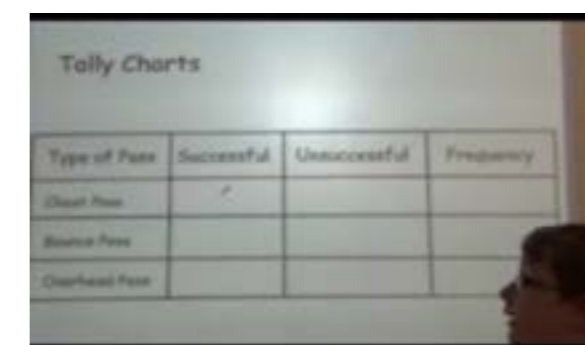 Tally Charts
Type of Pass Successful Unsuccessful Frequency
Chest Pass
Bounce Pass
Overhead Pass